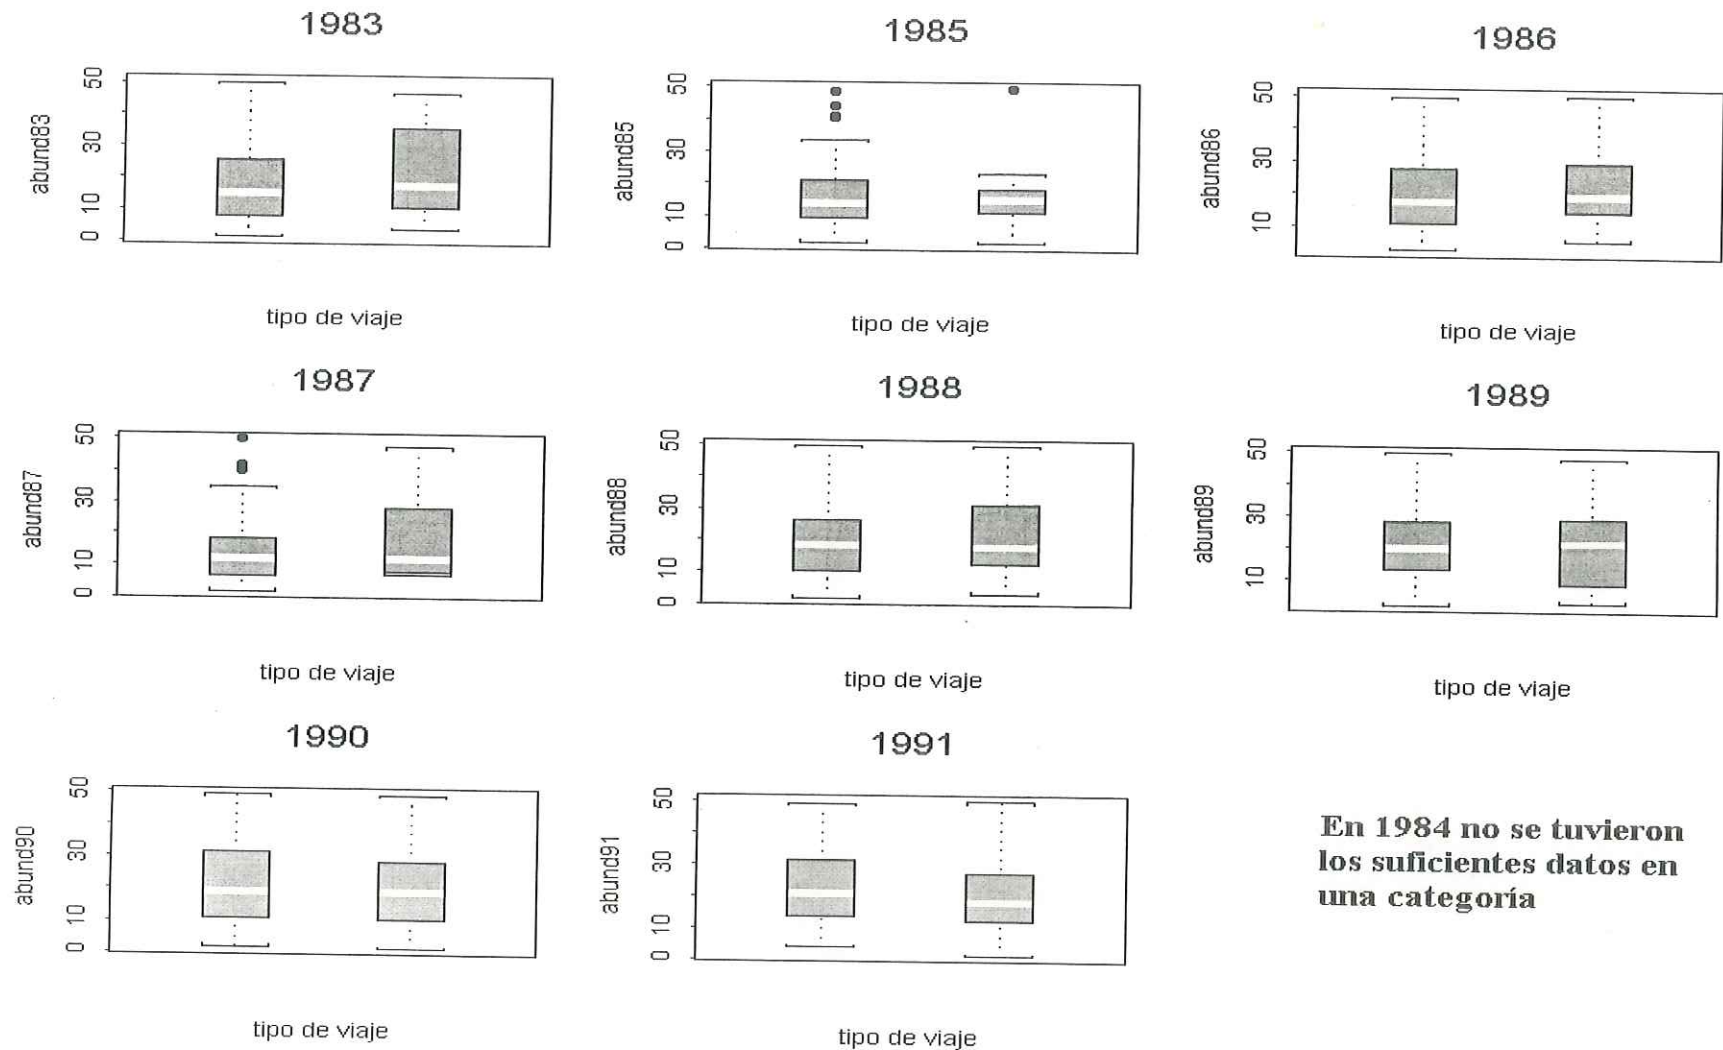 1983
1985
1986
abund83
50
30
10
0
abund85
50
30
10
0
abund86
50
30
10
tipo de viaje
tipo de viaje
tipo de viaje
1987
1988
1989
abund87
50
30
10
0
abund88
50
30
10
0
abund89
50
30
10
tipo de viaje
tipo de viaje
tipo de viaje
1990
1991
abund90
50
30
10
0
abund91
50
30
10
0
En 1984 no se tuvieron
los suficientes datos en
una categoría
tipo de viaje
tipo de viaje